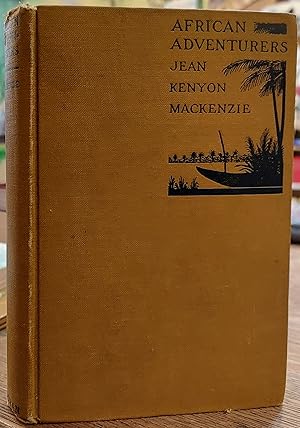 AFRICAN
ADVENTURERS
JEAN
KENYON
MACKENZIE